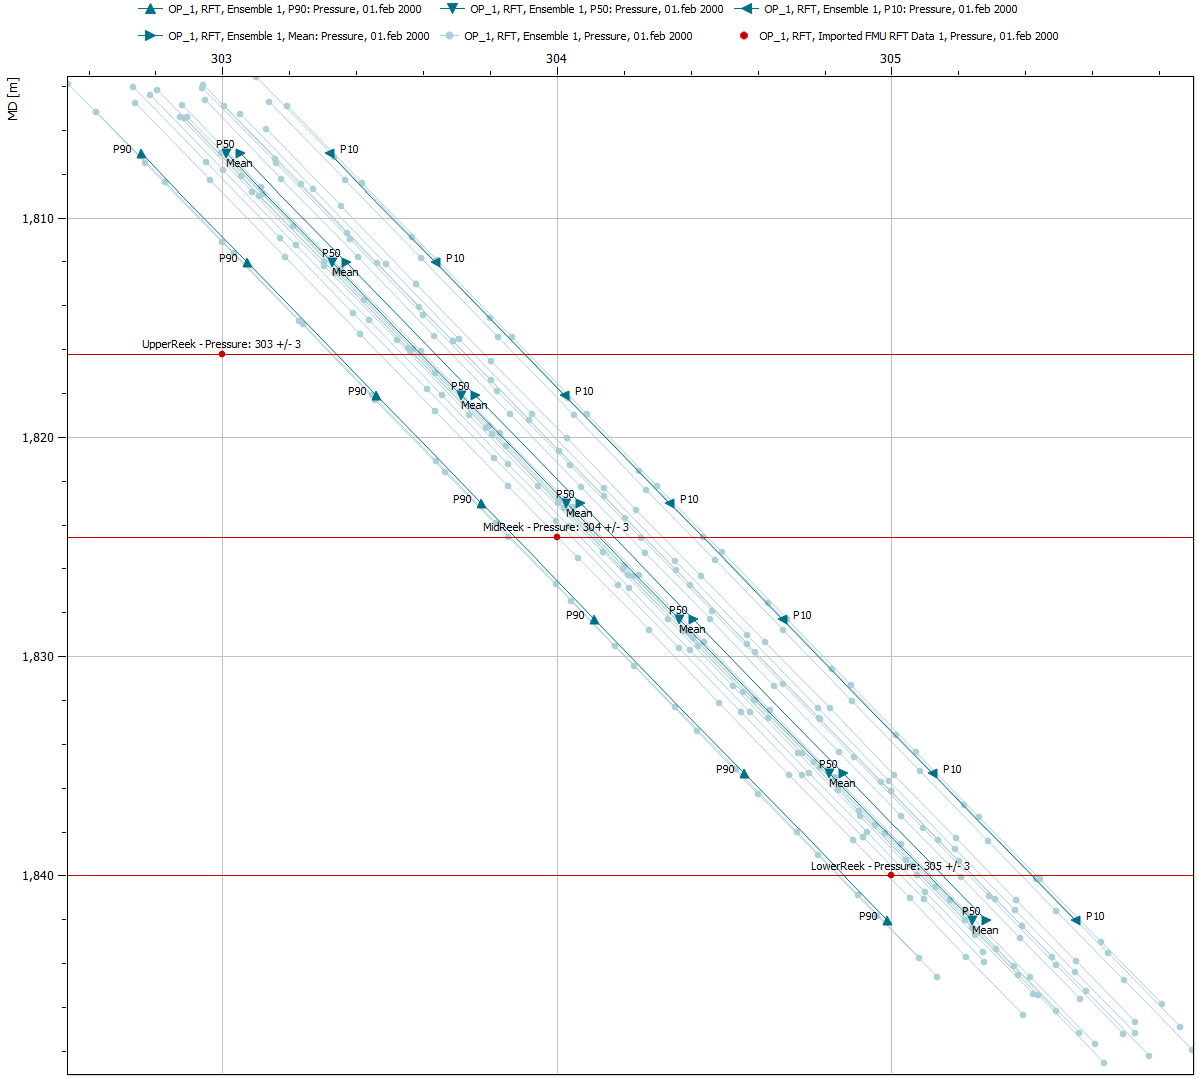 OP_1, RFT, Ensemble 1, P90: Pressure, 01.feb 2000 OP_1, RFT, Ensemble 1, P50: Pressure, 01.feb 2000 OP_1, RFT, Ensemble 1, P10: Pressure, 01.feb 2000
OP_1, RFT, Ensemble 1, Mean: Pressure, 01.feb 2000 OP_1, RFT, Ensemble 1, Pressure, 01.feb 2000 OP_1, RFT, Imported FMU RFT Data 1, Pressure, 01.feb 2000
303 304 305
MD [m]
P90 P50 P10
Mean
1,810
P90 P50 P10
Mean
UpperReek - Pressure: 303 +/- 3
P90 P50 P10
Mean
1,820
P90 P50 P10
Mean
MidReek - Pressure: 304 +/- 3
P90 P50 P10
Mean
1,830
P90 P50 P10
Mean
LowerReek - Pressure: 305 +/- 3
1,840
P90 P50 P10
Mean